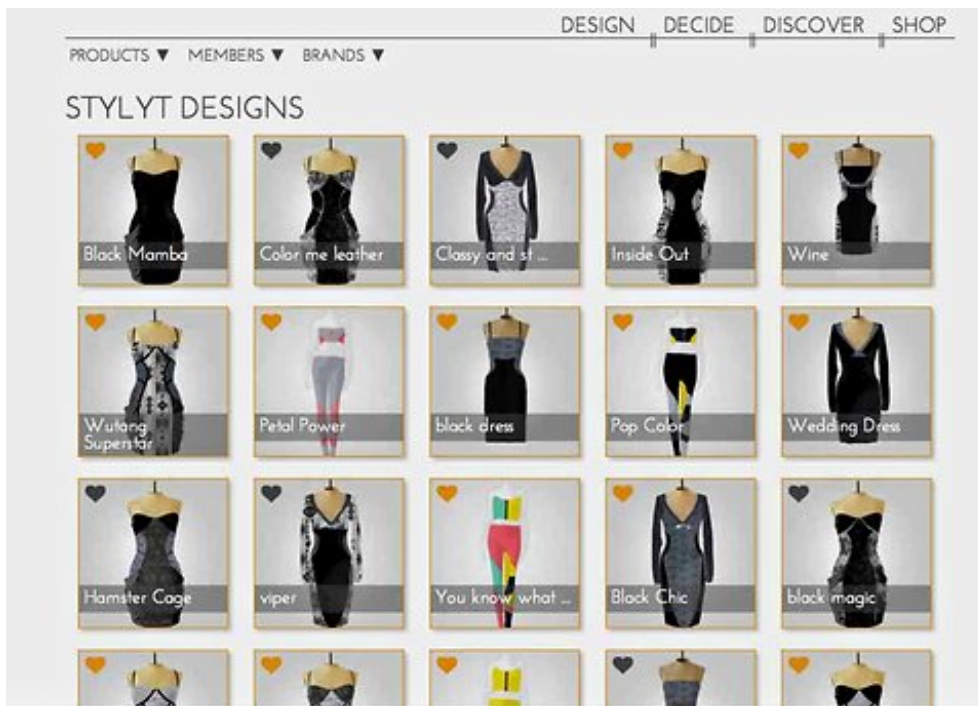 DESIGN DECIDE DISCOVER SHOP
PRODUCTS ▼ MEMBERS ▼ BRANDS ▼
STYLYT DESIGNS
Black Mamba
Color me leather
Classy and st ...
Inside Out
Wine
Wutang
Superstar
Petal Power
black dress
Pop Color
Wedding Dress
Hamster Cage
viper
You know what ...
Black Chic
black magic